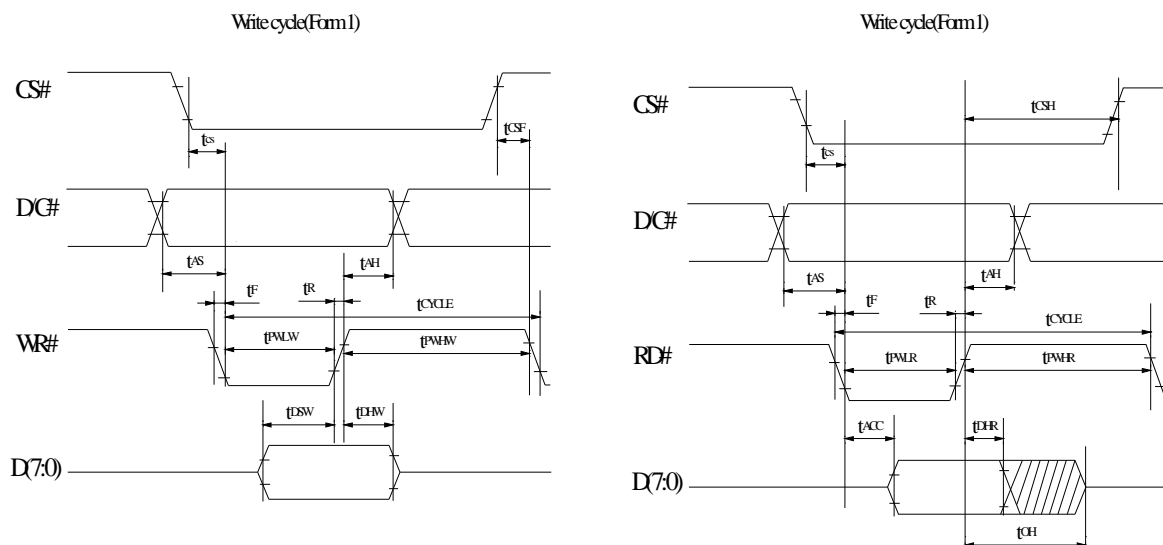 Write cycle(Form 1)
CS#
tcs
tCSF
D/C#
tAS
tAH
tF
tR
tCYCLE
WR#
tPWLW
tPWHW
tDSW
tDHW
D(7:0)
Write cycle(Form 1)
CS#
tCSH
tcs
D/C#
tAS
tAH
tF
tR
tCYCLE
RD#
tPWLR
tPWHR
tACC
tDHR
D(7:0)
tOH